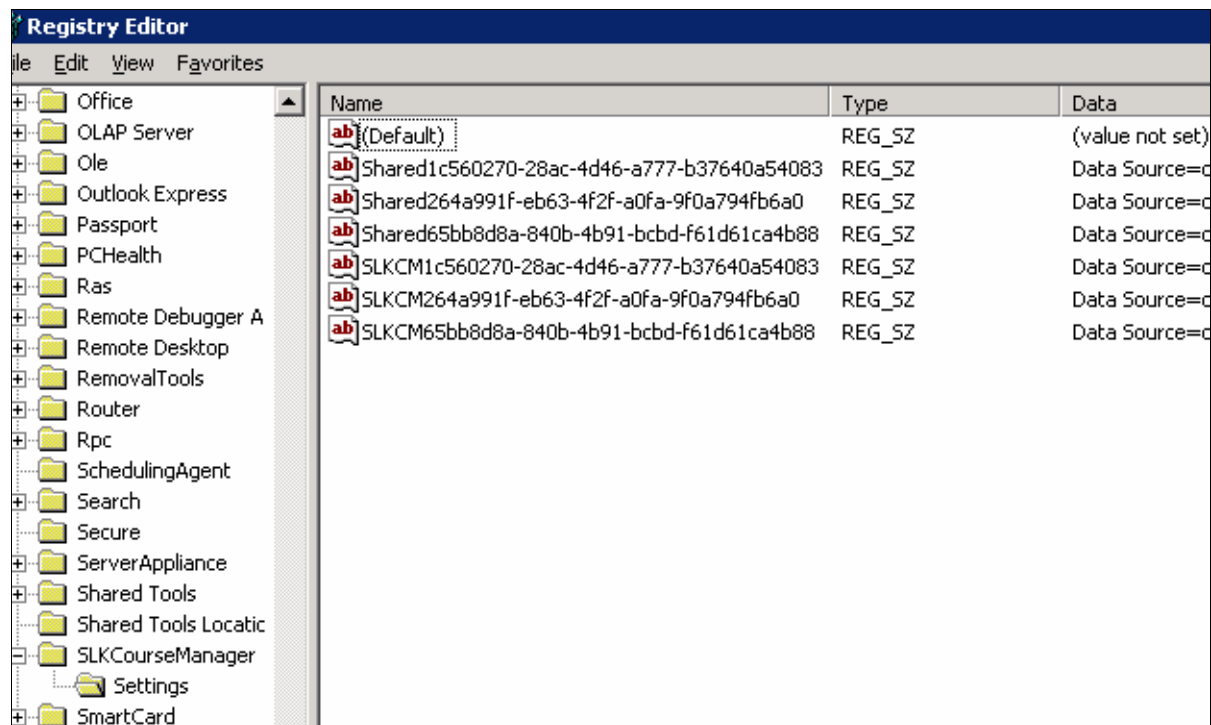 Registry Editor
ile Edit View Favorites
Office
OLAP Server
Ole
Outlook Express
Passport
PCHealth
Ras
Remote Debugger A
Remote Desktop
RemovalTools
Router
Rpc
SchedulingAgent
Search
Secure
ServerAppliance
Shared Tools
Shared Tools Locatic
SLKCourseManager
Settings
SmartCard
Name Type Data
(Default) REG_SZ (value not set)
Shared1c560270-28ac-4d46-a777-b37640a54083 REG_SZ Data Source=c
Shared264a991f-eb63-4f2f-a0fa-9f0a794fb6a0 REG_SZ Data Source=c
Shared65bb8d8a-840b-4b91-bcbd-f61d61ca4b88 REG_SZ Data Source=c
SLKCM1c560270-28ac-4d46-a777-b37640a54083 REG_SZ Data Source=c
SLKCM264a991f-eb63-4f2f-a0fa-9f0a794fb6a0 REG_SZ Data Source=c
SLKCM65bb8d8a-840b-4b91-bcbd-f61d61ca4b88 REG_SZ Data Source=c